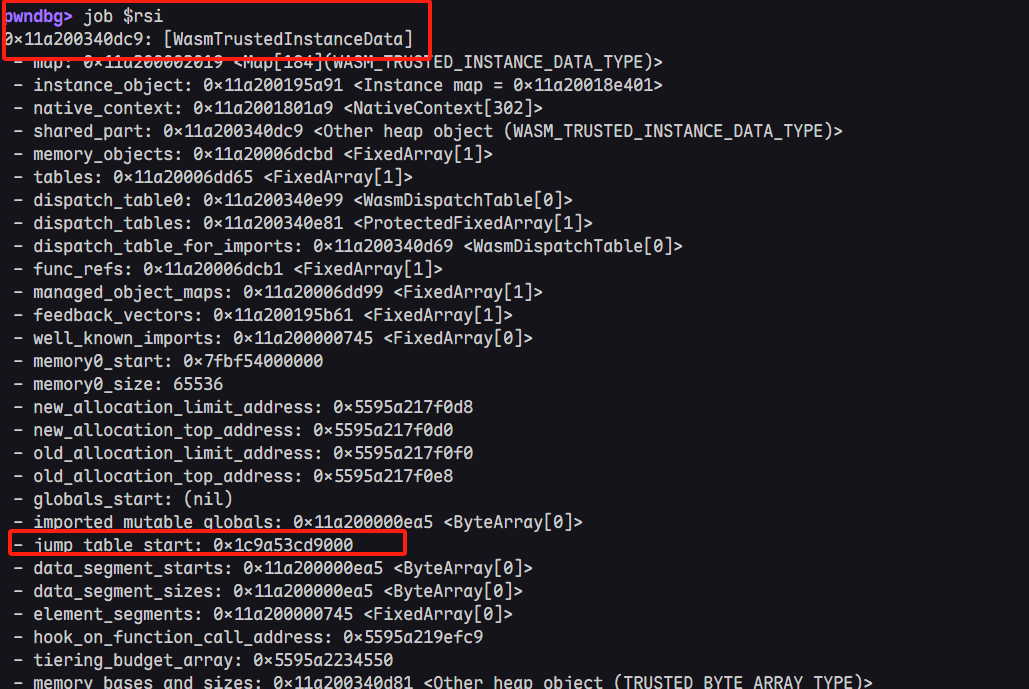 pwndbg> job $rsi
0×11a200340dc9: [WasmTrustedInstanceData]
- map: 0×11a200002019 <Map[184](WASM_TRUSTED_INSTANCE_DATA_TYPE)>
- instance_object: 0×11a200195a91 <Instance map = 0×11a20018e401>
- native_context: 0×11a2001801a9 <NativeContext[302]>
- shared_part: 0×11a200340dc9 <Other heap object (WASM_TRUSTED_INSTANCE_DATA_TYPE)>
- memory_objects: 0×11a20006dcbd <FixedArray[1]>
- tables: 0×11a20006dd65 <FixedArray[1]>
- dispatch_table0: 0×11a200340e99 <WasmDispatchTable[0]>
- dispatch_tables: 0×11a200340e81 <ProtectedFixedArray[1]>
- dispatch_table_for_imports: 0×11a200340d69 <WasmDispatchTable[0]>
- func_refs: 0×11a20006dcb1 <FixedArray[1]>
- managed_object_maps: 0×11a20006dd99 <FixedArray[1]>
- feedback_vectors: 0×11a200195b61 <FixedArray[1]>
- well_known_imports: 0×11a200000745 <FixedArray[0]>
- memory0_start: 0×7fbf54000000
- memory0_size: 65536
- new_allocation_limit_address: 0×5595a217f0d8
- new_allocation_top_address: 0×5595a217f0d0
- old_allocation_limit_address: 0×5595a217f0f0
- old_allocation_top_address: 0×5595a217f0e8
- globals_start: (nil)
- imported_mutable_globals: 0×11a200000ea5 <ByteArray[0]>
- jump_table_start: 0×1c9a53cd9000
- data_segment_starts: 0×11a200000ea5 <ByteArray[0]>
- data_segment_sizes: 0×11a200000ea5 <ByteArray[0]>
- element_segments: 0×11a200000745 <FixedArray[0]>
- hook_on_function_call_address: 0×5595a219efc9
- tiering_budget_array: 0×5595a2234550
- memory_bases_and_sizes: 0×11a200340d81 <Other heap object (TRUSTED_BYTE_ARRAY_TYPE)>